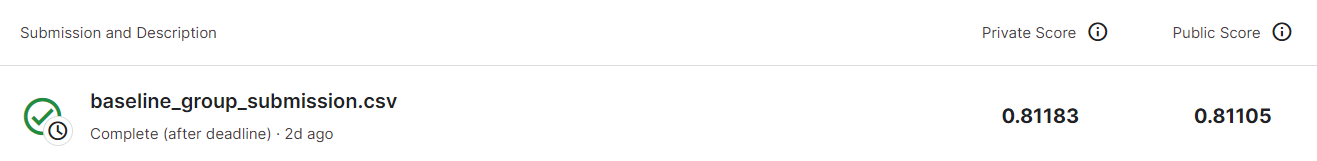 Submission and Description Private Score Public Score
baseline_group_submission.csv 0.81183 0.81105
Complete (after deadline) · 2d ago